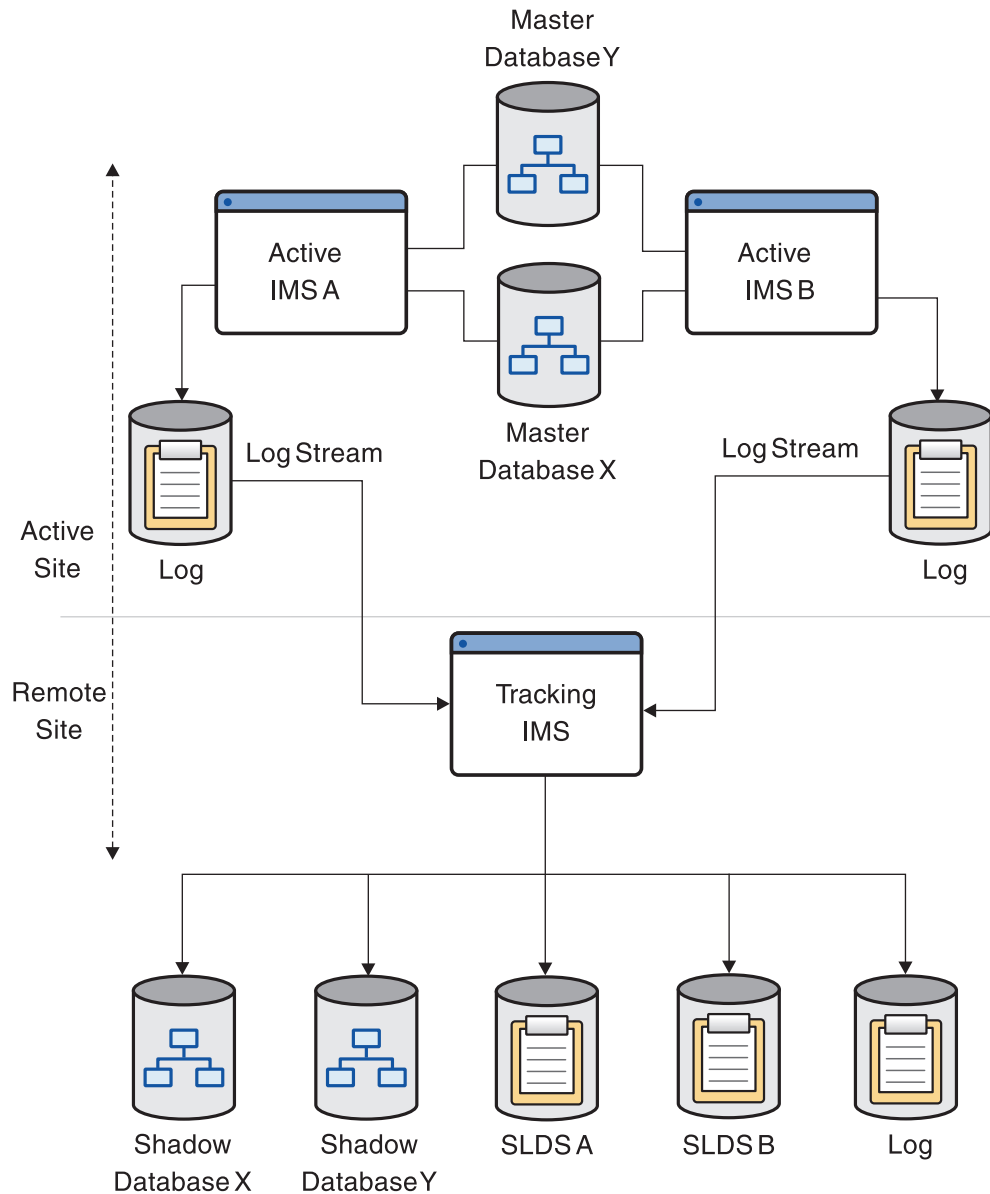 Master
Database Y
Active
IMS A
Active
IMS B
Master
Database X
Log Stream
Log Stream
Active
Site
Log
Log
Remote
Site
Tracking
IMS
Shadow
Database X
Shadow
Database Y
SLDS A
SLDS B
Log